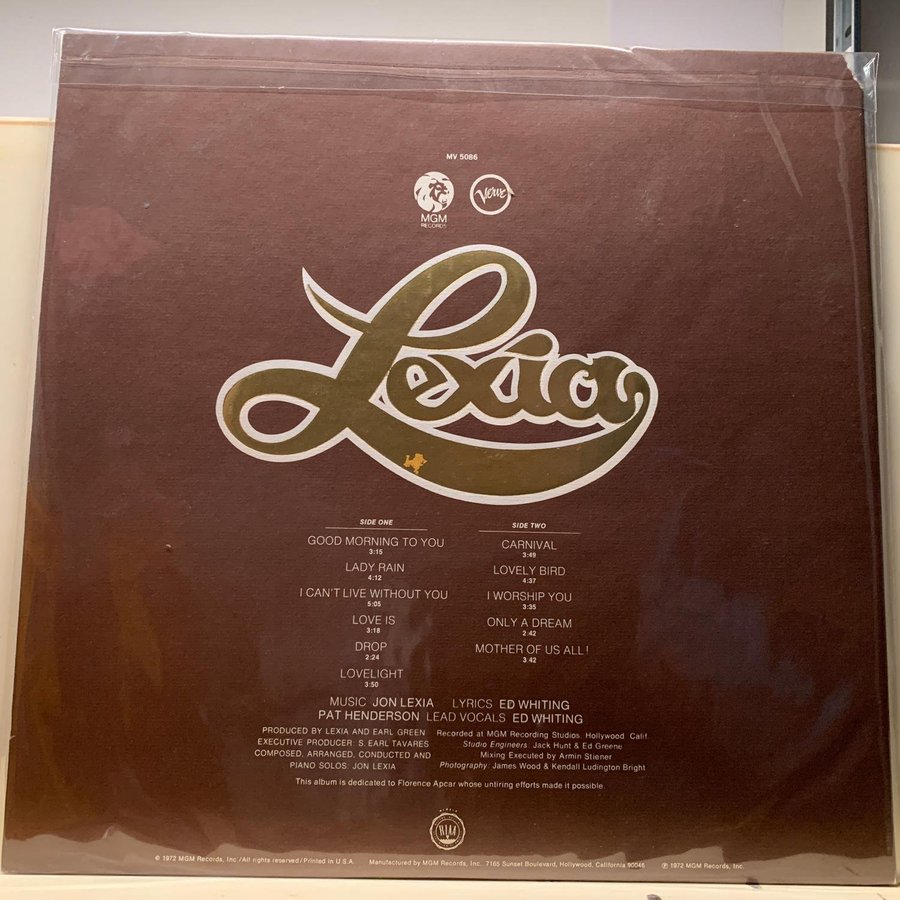 MV 5086
MGM
RECORDS
Verve
Lexia
SIDE ONE
GOOD MORNING TO YOU
3:15
LADY RAIN
4:12
I CAN'T LIVE WITHOUT YOU
5:05
LOVE IS
3:18
DROP
2:24
LOVELIGHT
3:50
SIDE TWO
CARNIVAL
3:49
LOVELY BIRD
4:37
I WORSHIP YOU
3:35
ONLY A DREAM
2:42
MOTHER OF US ALL!
3:42
MUSIC JON LEXIA LYRICS ED WHITING
PAT HENDERSON LEAD VOCALS ED WHITING
PRODUCED BY LEXIA AND EARL GREEN
EXECUTIVE PRODUCER: S. EARL TAVARES
COMPOSED, ARRANGED, CONDUCTED AND
PIANO SOLOS: JON LEXIA
Recorded at MGM Recording Studios, Hollywood Calif.
Studio Engineers: Jack Hunt & Ed Greene
Mixing Executed by Armin Stiener
Photography: James Wood & Kendall Ludington Bright
This album is dedicated to Florence Apcar whose untiring efforts made it possible.
© 1972 MGM Records, Inc./All rights reserved/Printed in U.S.A. Manufactured by MGM Records, Inc. 7165 Sunset Boulevard, Hollywood, California 90046 ℗ 1972 MGM Records, Inc.